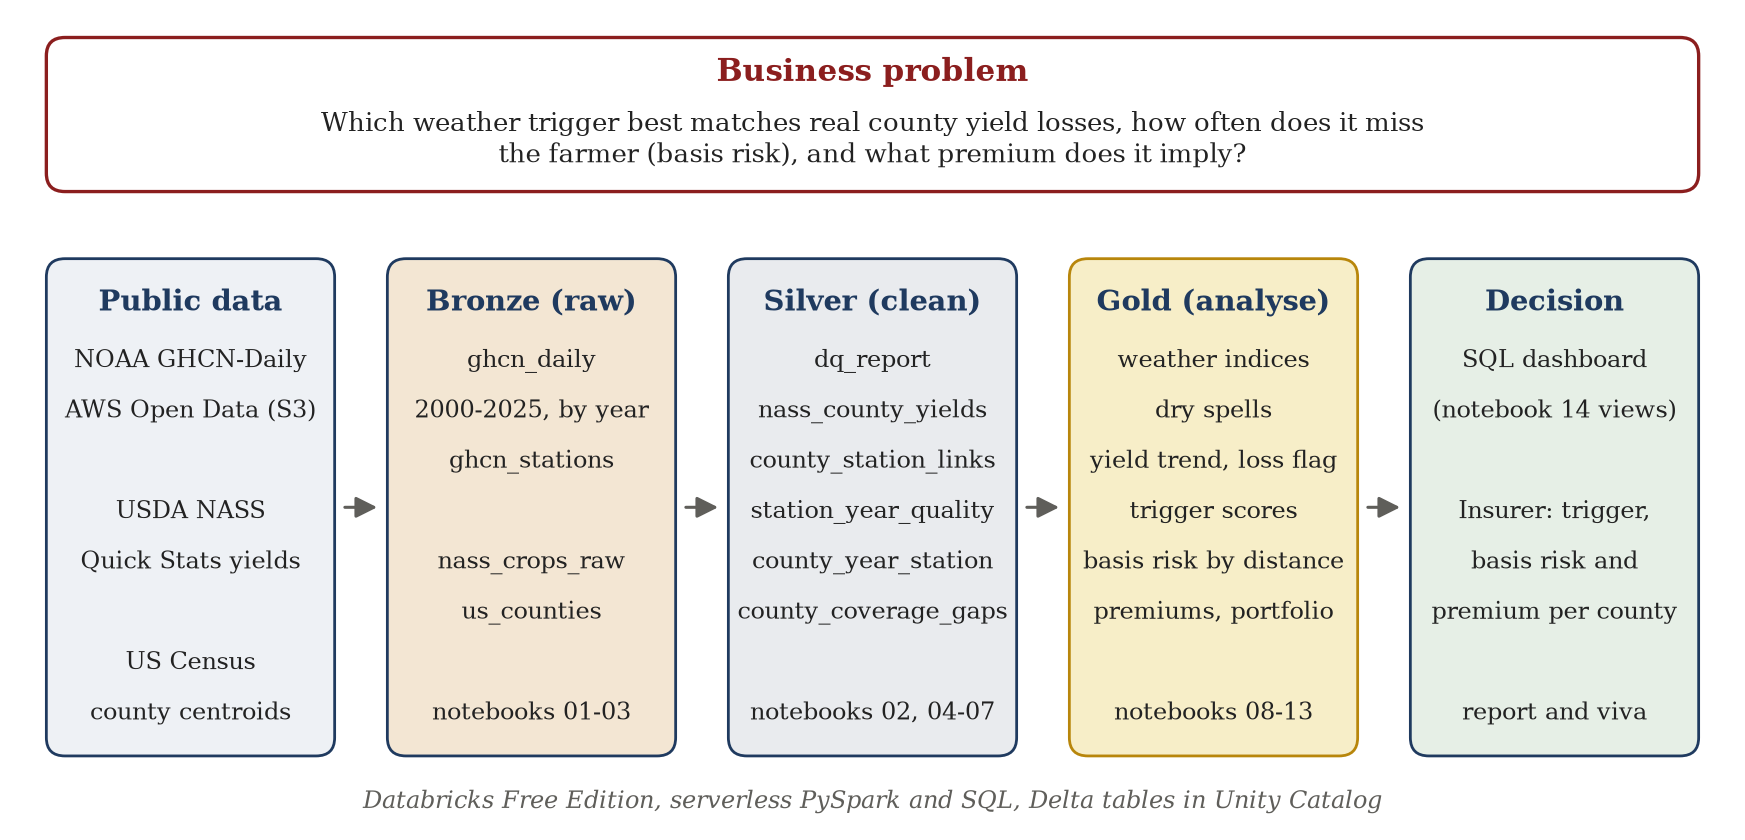 Business problem
Which weather trigger best matches real county yield losses, how often does it miss
the farmer (basis risk), and what premium does it imply?
Public data
NOAA GHCN-Daily
AWS Open Data (S3)
USDA NASS
Quick Stats yields
US Census
county centroids
Bronze (raw)
ghcn_daily
2000-2025, by year
ghcn_stations
nass_crops_raw
us_counties
notebooks 01-03
Silver (clean)
dq_report
nass_county_yields
county_station_links
station_year_quality
county_year_station
county_coverage_gaps
notebooks 02, 04-07
Gold (analyse)
weather indices
dry spells
yield trend, loss flag
trigger scores
basis risk by distance
premiums, portfolio
notebooks 08-13
Decision
SQL dashboard
(notebook 14 views)
Insurer: trigger,
basis risk and
premium per county
report and viva
Databricks Free Edition, serverless PySpark and SQL, Delta tables in Unity Catalog